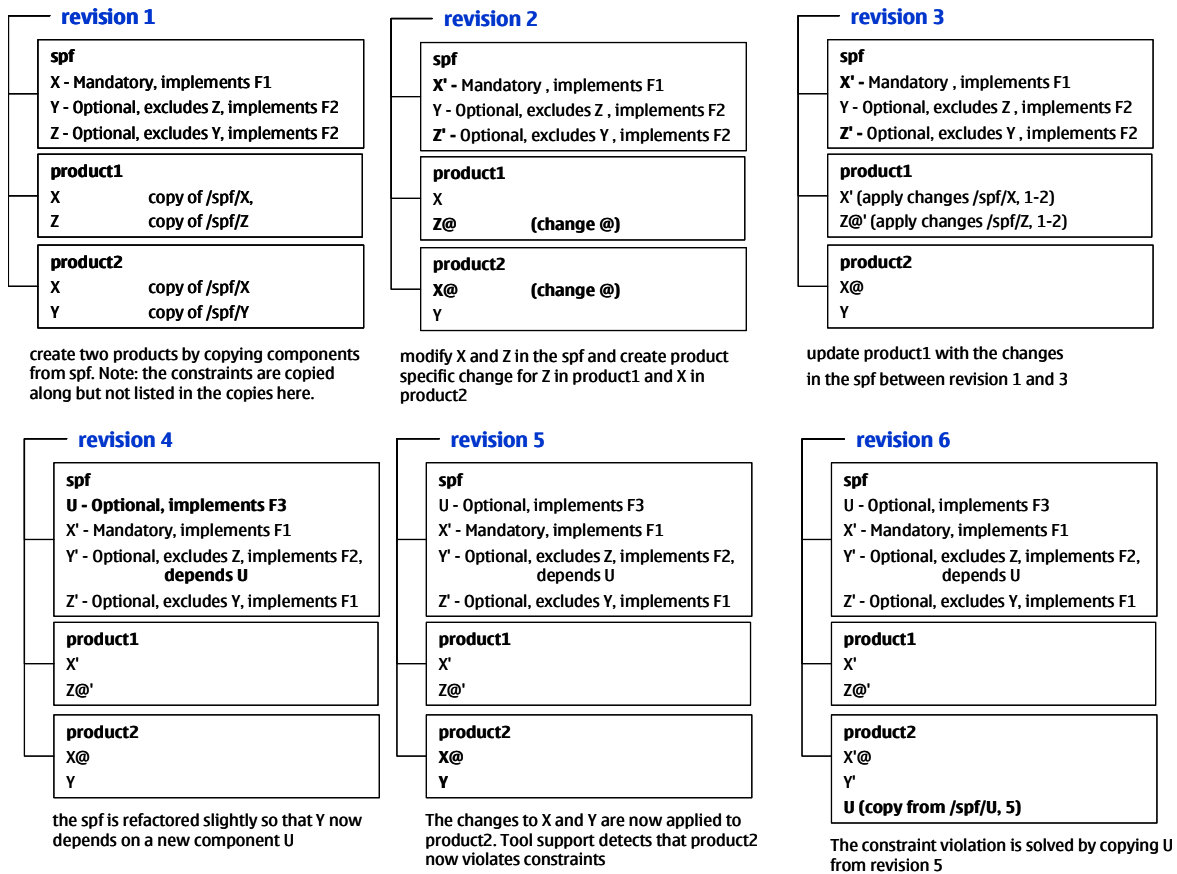 revision 1
spf
X - Mandatory, implements F1
Y - Optional, excludes Z, implements F2
Z - Optional, excludes Y, implements F2
product1
X copy of /spf/X,
Z copy of /spf/Z
product2
X copy of /spf/X
Y copy of /spf/Y
create two products by copying components
from spf. Note: the constraints are copied
along but not listed in the copies here.
revision 2
spf
X' - Mandatory , implements F1
Y - Optional, excludes Z , implements F2
Z' - Optional, excludes Y , implements F2
product1
X
Z@ (change @)
product2
X@ (change @)
Y
modify X and Z in the spf and create product
specific change for Z in product1 and X in
product2
revision 3
spf
X' - Mandatory , implements F1
Y - Optional, excludes Z , implements F2
Z' - Optional, excludes Y , implements F2
product1
X' (apply changes /spf/X, 1-2)
Z@' (apply changes /spf/Z, 1-2)
product2
X@
Y
update product1 with the changes
in the spf between revision 1 and 3
revision 4
spf
U - Optional, implements F3
X' - Mandatory, implements F1
Y' - Optional, excludes Z, implements F2,
depends U
Z' - Optional, excludes Y, implements F1
product1
X'
Z@'
product2
X@
Y
the spf is refactored slightly so that Y now
depends on a new component U
revision 5
spf
U - Optional, implements F3
X' - Mandatory, implements F1
Y' - Optional, excludes Z, implements F2,
depends U
Z' - Optional, excludes Y, implements F1
product1
X'
Z@'
product2
X@
Y
The changes to X and Y are now applied to
product2. Tool support detects that product2
now violates constraints
revision 6
spf
U - Optional, implements F3
X' - Mandatory, implements F1
Y' - Optional, excludes Z, implements F2,
depends U
Z' - Optional, excludes Y, implements F1
product1
X'
Z@'
product2
X'@
Y'
U (copy from /spf/U, 5)
The constraint violation is solved by copying U
from revision 5